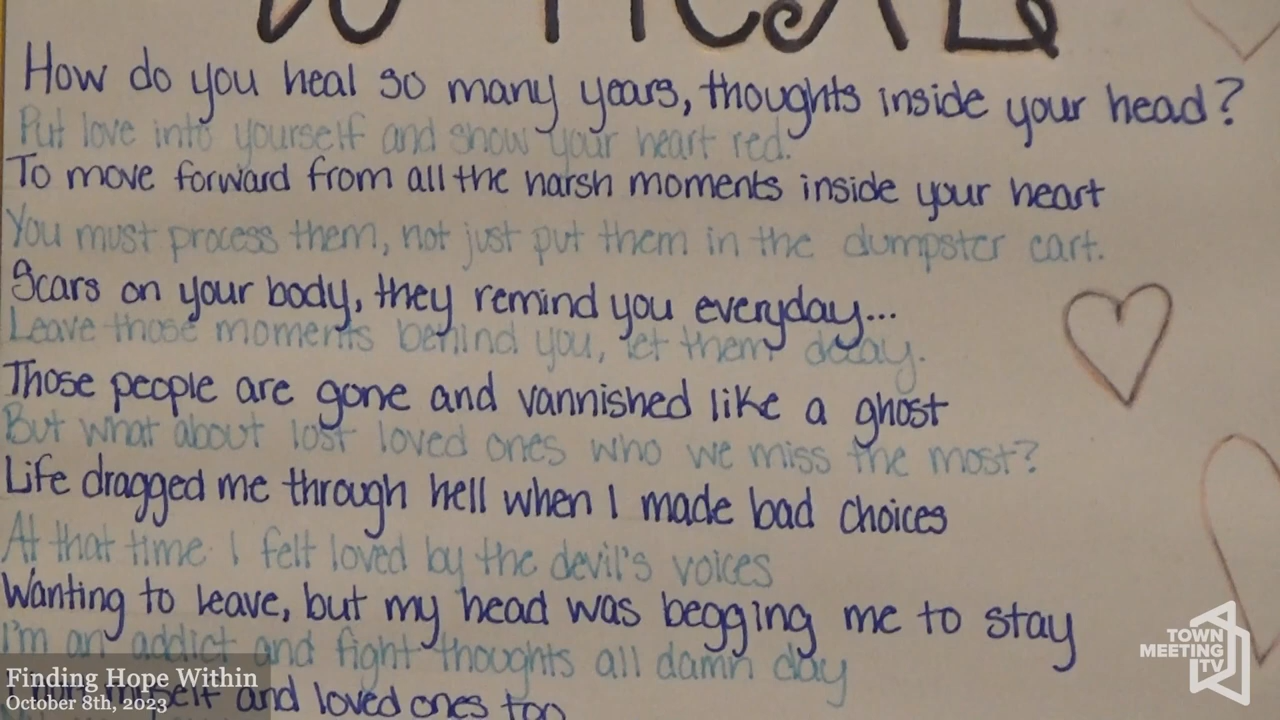 to HEAL
How do you heal so many years, thoughts inside your head?
Put love into yourself and show your heart red.
To move forward from all the harsh moments inside your heart
You must process them, not just put them in the dumpster cart.
Scars on your body, they remind you everyday...
Leave those moments behind you, let them decay.
Those people are gone and vannished like a ghost
But what about lost loved ones who we miss the most?
Life dragged me through hell when I made bad choices
At that time I felt loved by the devil's voices
Wanting to leave, but my head was begging me to stay
I'm an addict and fight thoughts all damn day
myself and loved ones too
Finding Hope Within
October 8th, 2023
TOWN
MEETING
TV